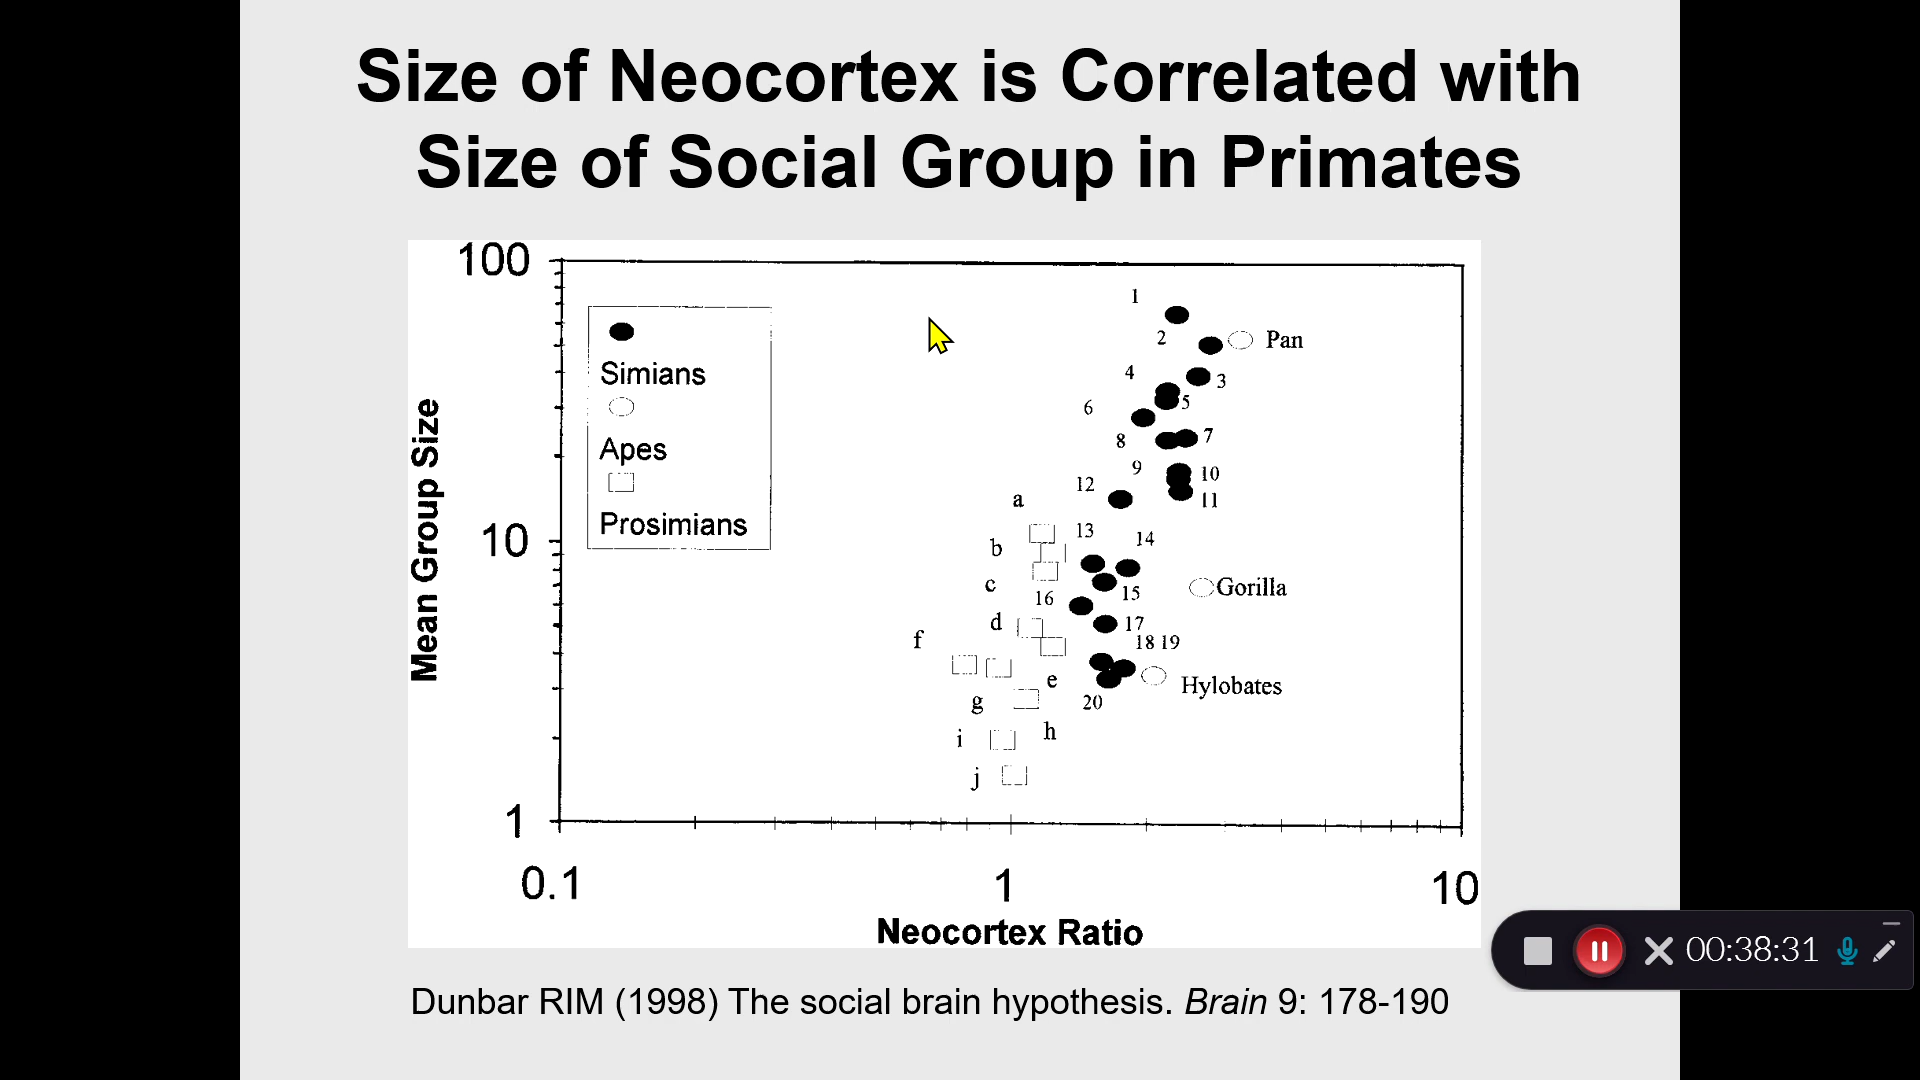 Size of Neocortex is Correlated with
Size of Social Group in Primates
100
10
1
Mean Group Size
Simians
Apes
Prosimians
1
2
Pan
4
3
5
6
7
8
9
10
11
12
a
13
14
b
c
15
16
Gorilla
d
17
18 19
f
e
Hylobates
g
20
h
i
j
0.1
1
10
Neocortex Ratio
00:38:31
Dunbar RIM (1998) The social brain hypothesis. Brain 9: 178-190